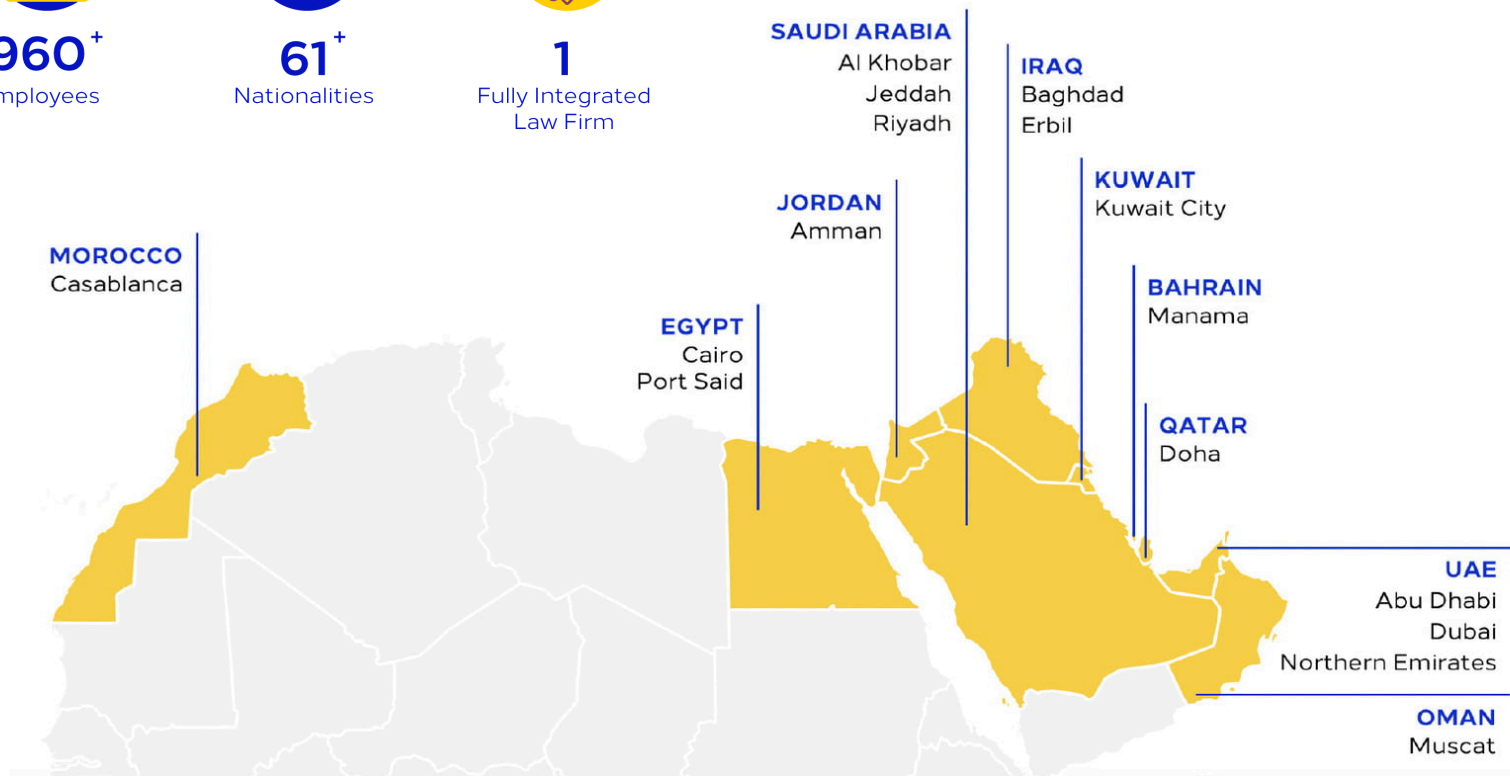 960+
61+
1
mployees
Nationalities
Fully Integrated
Law Firm
SAUDI ARABIA
Al Khobar
Jeddah
Riyadh
IRAQ
Baghdad
Erbil
KUWAIT
Kuwait City
JORDAN
Amman
MOROCCO
Casablanca
BAHRAIN
Manama
EGYPT
Cairo
Port Said
QATAR
Doha
UAE
Abu Dhabi
Dubai
Northern Emirates
OMAN
Muscat